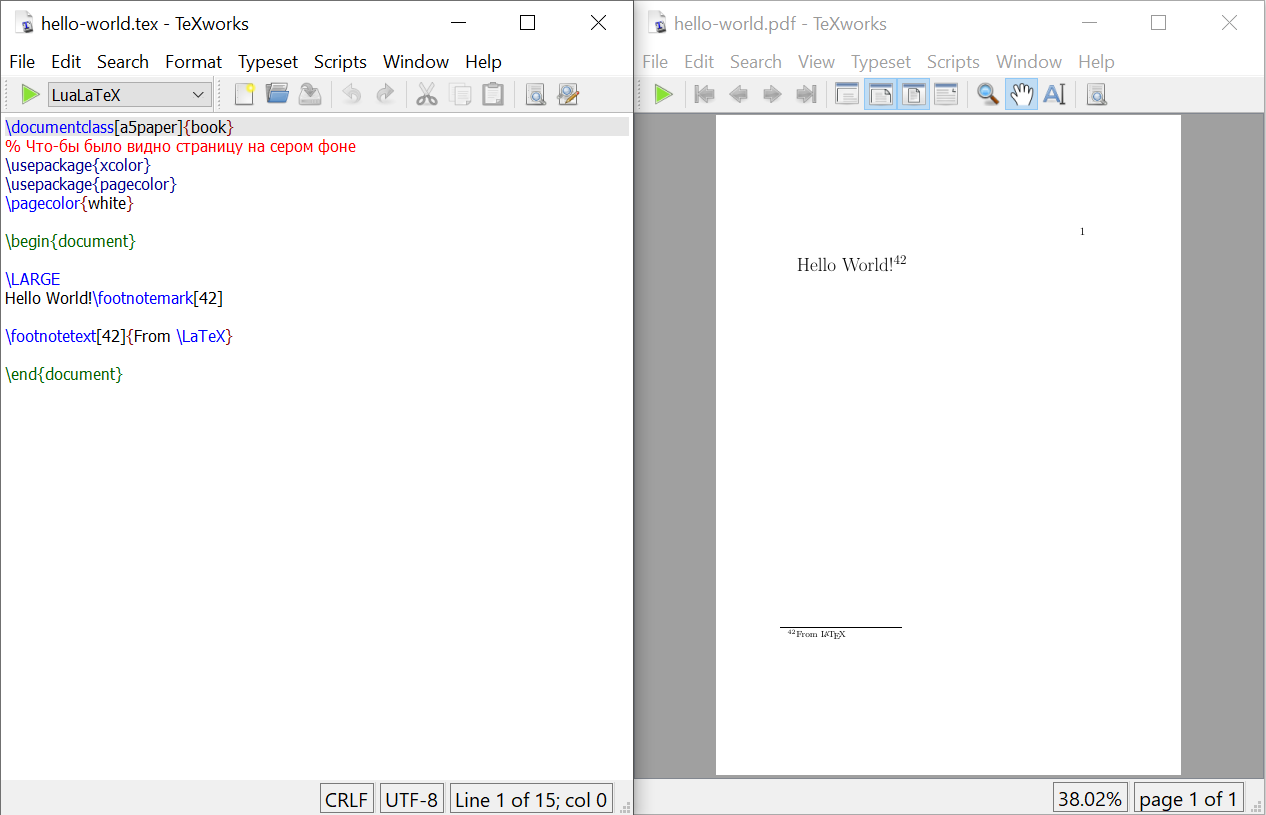 hello-world.tex - TeXworks
File Edit Search Format Typeset Scripts Window Help
LuaLaTeX
\documentclass[a5paper]{book}
% Что-бы было видно страницу на сером фоне
\usepackage{xcolor}
\usepackage{pagecolor}
\pagecolor{white}
\begin{document}
\LARGE
Hello World!\footnotemark[42]
\footnotetext[42]{From \LaTeX}
\end{document}
CRLF UTF-8 Line 1 of 15; col 0
hello-world.pdf - TeXworks
File Edit Search View Typeset Scripts Window Help
1
Hello World!42
42From LATEX
38.02% page 1 of 1